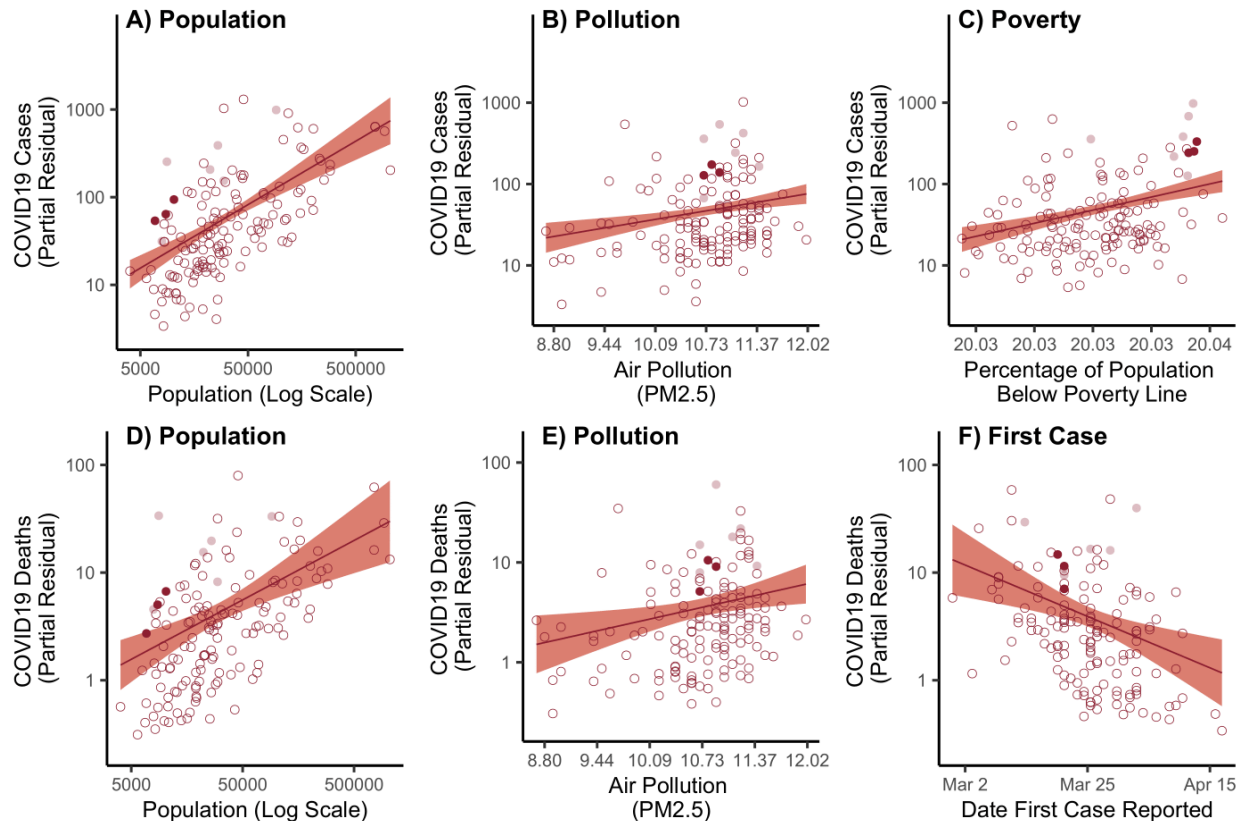 A) Population
B) Pollution
C) Poverty
COVID19 Cases
(Partial Residual)
1000
100
10
5000
50000
500000
Population (Log Scale)
COVID19 Cases
(Partial Residual)
1000
100
10
8.80
9.44
10.09
10.73
11.37
12.02
Air Pollution
(PM2.5)
COVID19 Cases
(Partial Residual)
1000
100
10
20.03
20.03
20.03
20.03
20.04
Percentage of Population
Below Poverty Line
D) Population
E) Pollution
F) First Case
COVID19 Deaths
(Partial Residual)
100
10
1
5000
50000
500000
Population (Log Scale)
COVID19 Deaths
(Partial Residual)
100
10
1
8.80
9.44
10.09
10.73
11.37
12.02
Air Pollution
(PM2.5)
COVID19 Deaths
(Partial Residual)
100
10
1
Mar 2
Mar 25
Apr 15
Date First Case Reported